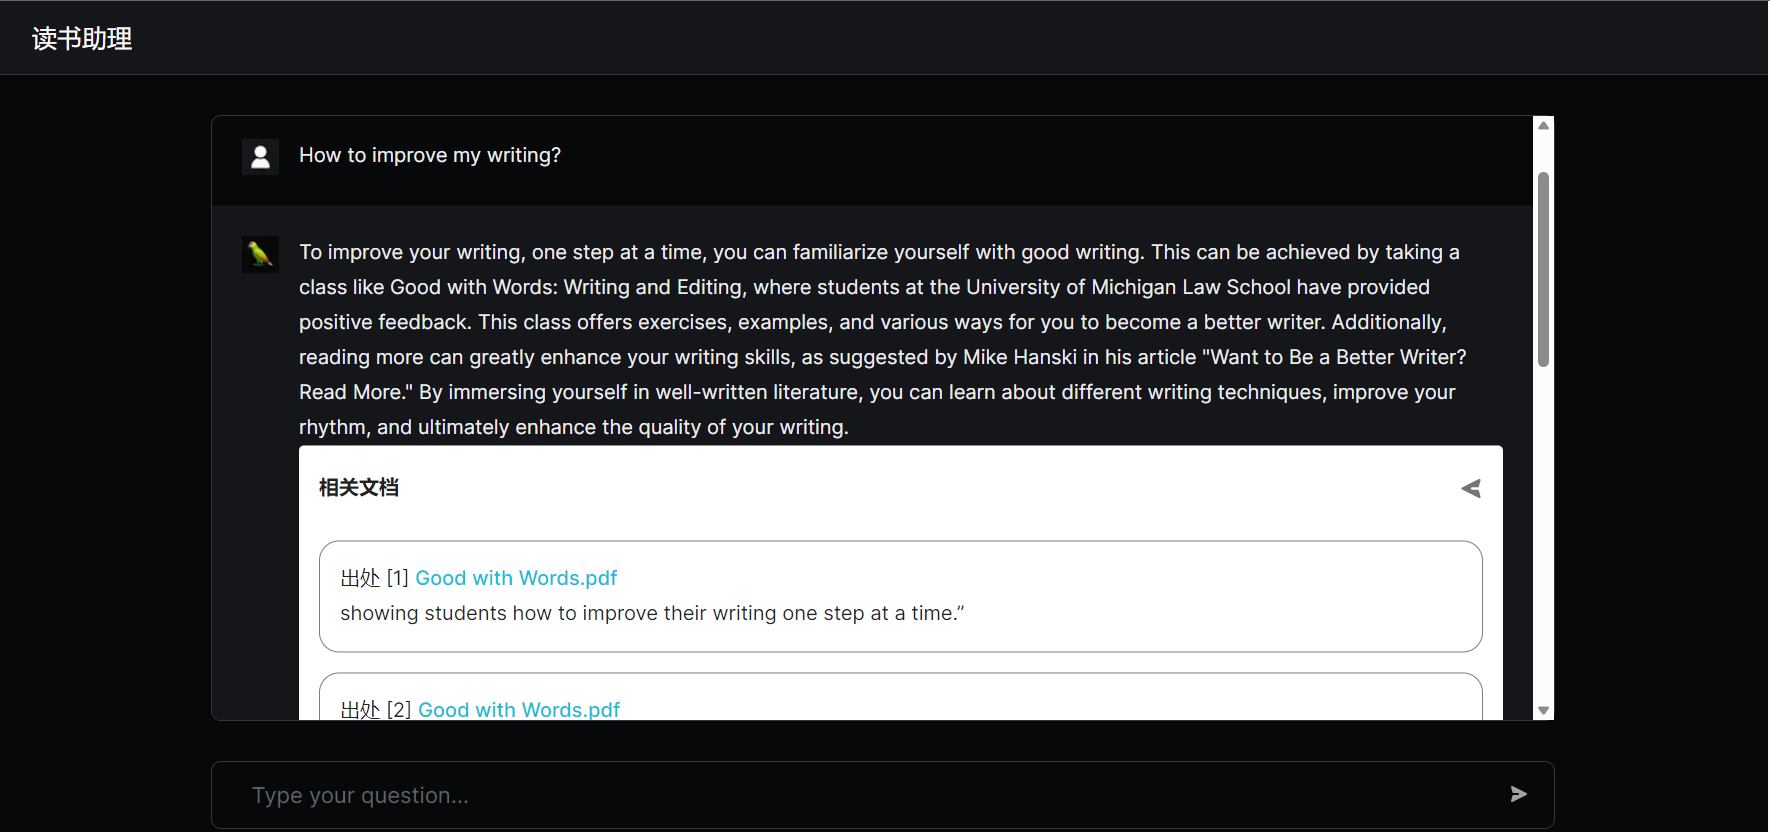 读书助理
How to improve my writing?
To improve your writing, one step at a time, you can familiarize yourself with good writing. This can be achieved by taking a
class like Good with Words: Writing and Editing, where students at the University of Michigan Law School have provided
positive feedback. This class offers exercises, examples, and various ways for you to become a better writer. Additionally,
reading more can greatly enhance your writing skills, as suggested by Mike Hanski in his article "Want to Be a Better Writer?
Read More." By immersing yourself in well-written literature, you can learn about different writing techniques, improve your
rhythm, and ultimately enhance the quality of your writing.
相关文档
出处 [1] Good with Words.pdf
showing students how to improve their writing one step at a time.”
出处 [2] Good with Words.pdf
Type your question...